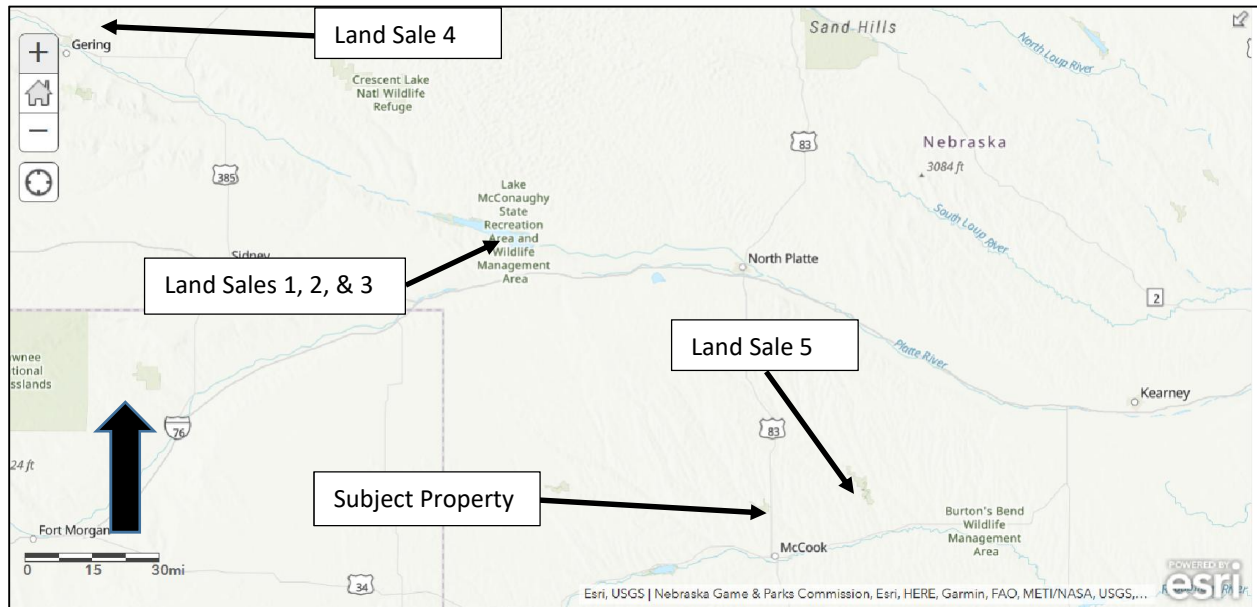 Land Sale 4
Gering
Sand Hills
North Loup River
Crescent Lake
Natl Wildlife
Refuge
83
Nebraska
3084 ft
385
Lake
McConaughy
State
Recreation
Area and
Wildlife
Management
Area
South Loup River
Sidney
North Platte
Land Sales 1, 2, & 3
2
Land Sale 5
wnee
tional
sslands
Platte River
Kearney
76
83
24 ft
Subject Property
Burton's Bend
Wildlife
Management
Area
Fort Morgan
McCook
0 15 30mi
34
POWERED BY
esri
Esri, USGS | Nebraska Game & Parks Commission, Esri, HERE, Garmin, FAO, METI/NASA, USGS,...